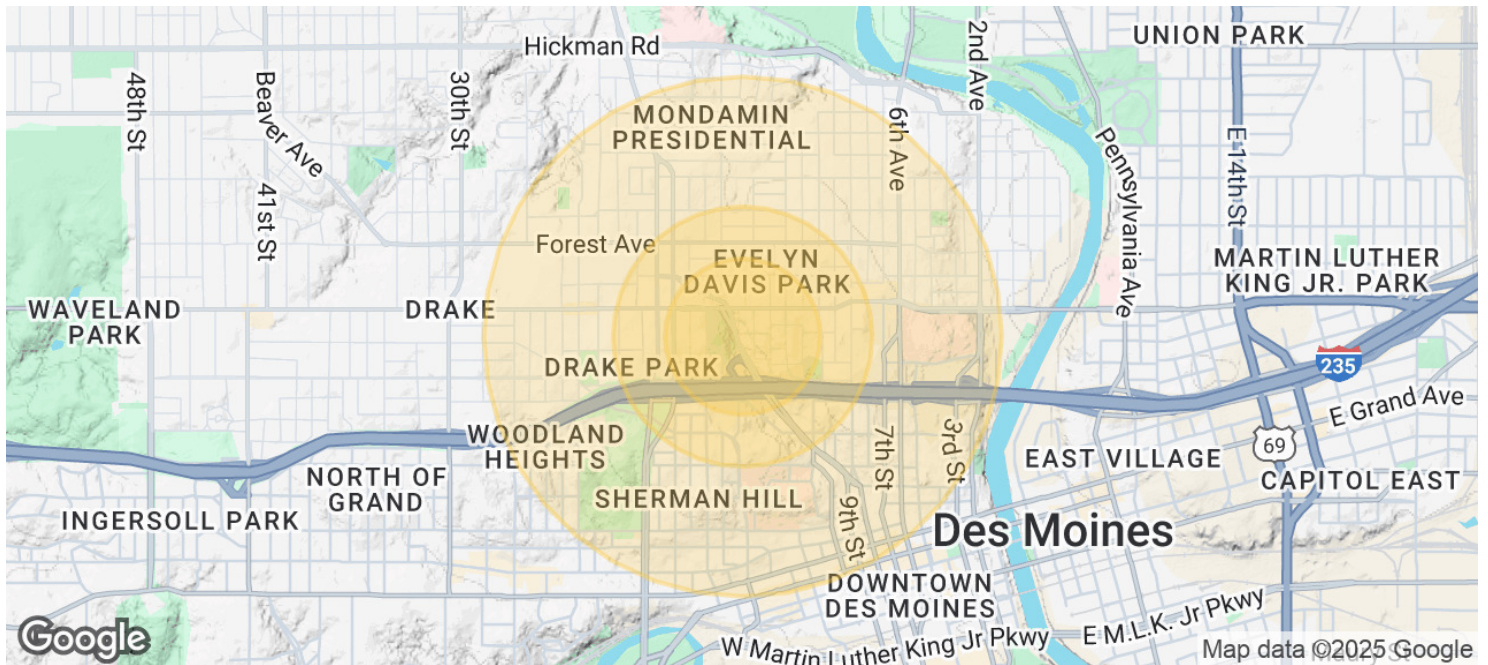 Hickman Rd
2nd Ave
UNION PARK
48th St
Beaver Ave
30th St
MONDAMIN
PRESIDENTIAL
6th Ave
Pennsylvania Ave
E 14th St
41st St
Forest Ave
EVELYN
DAVIS PARK
MARTIN LUTHER
KING JR. PARK
WAVELAND
PARK
DRAKE
DRAKE PARK
235
E Grand Ave
WOODLAND
HEIGHTS
7th St
3rd St
69
EAST VILLAGE
CAPITOL EAST
NORTH OF
GRAND
SHERMAN HILL
9th St
INGERSOLL PARK
Des Moines
DOWNTOWN
DES MOINES
W Martin Luther King Jr Pkwy
E M.L.K. Jr Pkwy
Google
Map data ©2025 Google